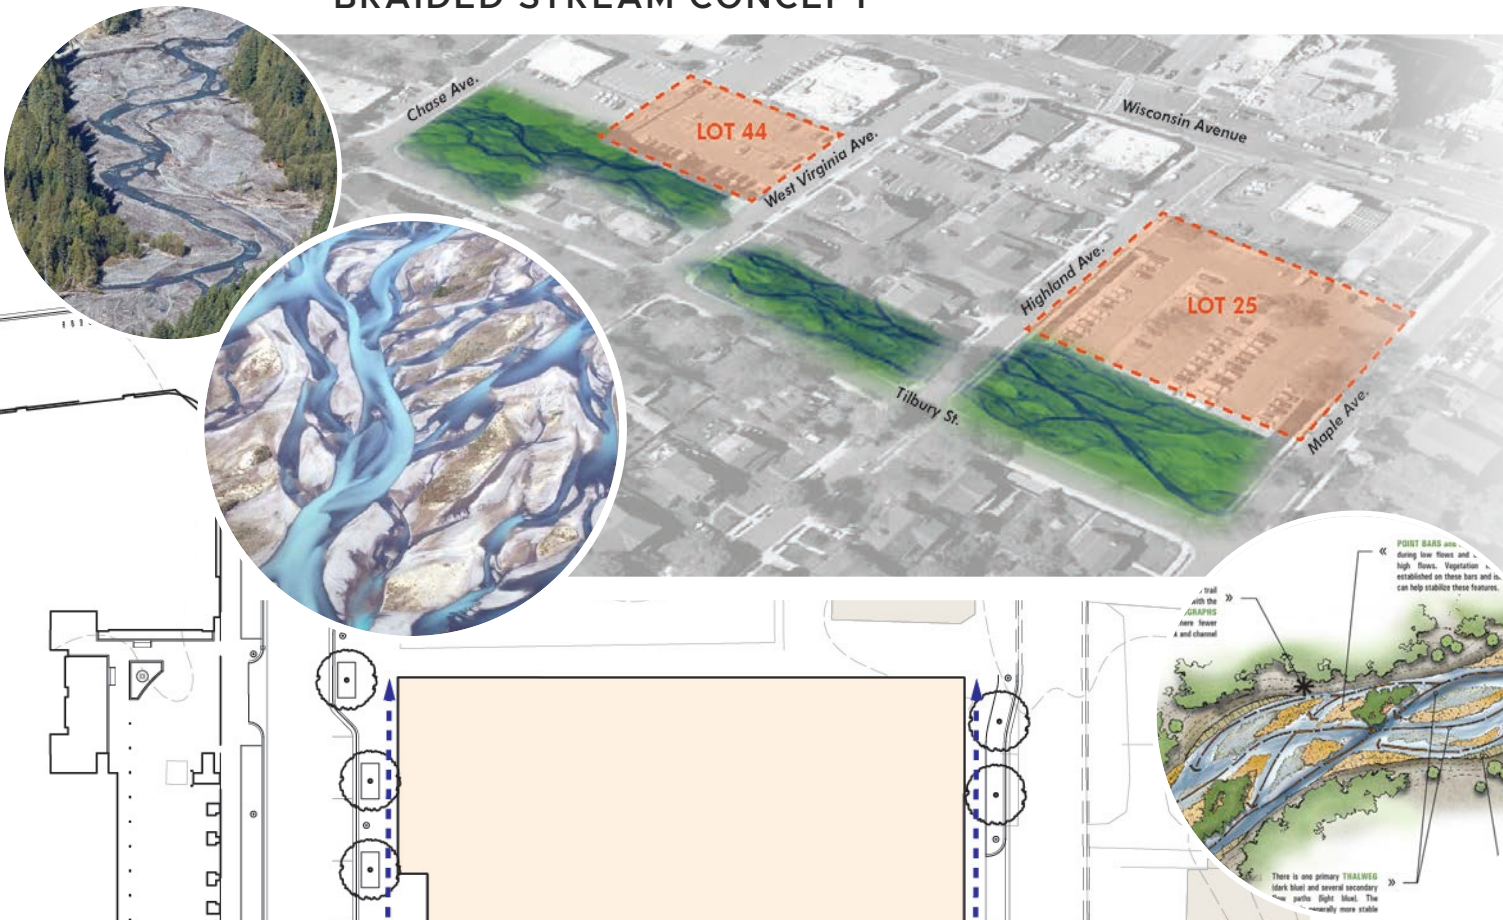 BRAIDED STREAM CONCEPT
Chase Ave.
LOT 44
West Virginia Ave.
Wisconsin Avenue
Highland Ave.
LOT 25
Tilbury St.
Maple Ave.
POINT BARS
during low flows and
high flows. Vegetation
established on these bars and
can help stabilize these features.
trail
with the
and channel
There is one primary THALWEG
(dark blue) and several secondary
flow paths (light blue). The
generally more stable